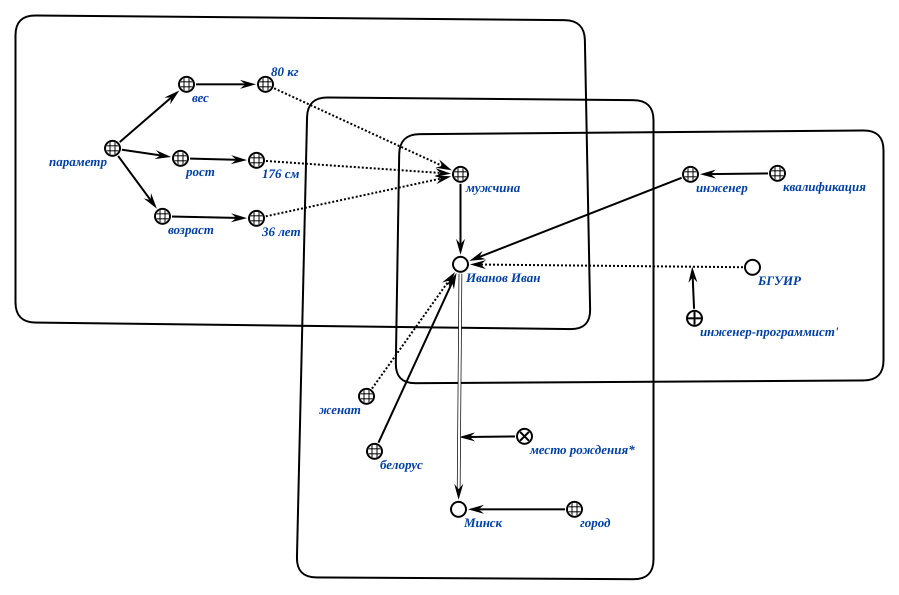 80 кг
вес
параметр
рост
176 см
мужчина
инженер
квалификация
возраст
36 лет
Иванов Иван
БГУИР
инженер-программист'
женат
белорус
место рождения*
Минск
город